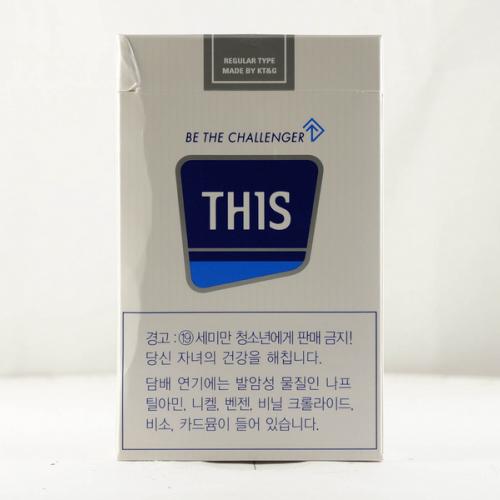 REGULAR TYPE
MADE BY KT&G
BE THE CHALLENGER
THIS
경고 : ⑲ 세미만 청소년에게 판매 금지!
당신 자녀의 건강을 해칩니다.
담배 연기에는 발암성 물질인 나프
틸아민, 니켈, 벤젠, 비닐 크롤라이드,
비소, 카드뮴이 들어 있습니다.